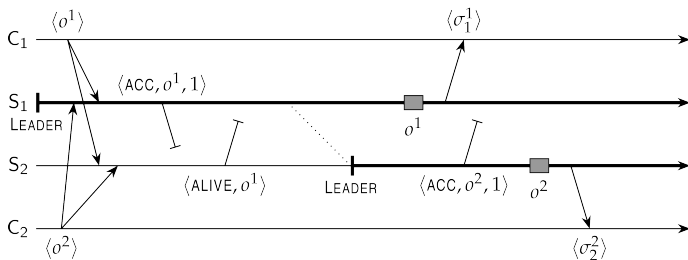 ⟨o¹⟩ ⟨σ₁¹⟩
C₁
⟨ACC, o¹, 1⟩
S₁
LEADER o¹
S₂
⟨ALIVE, o¹⟩ LEADER ⟨ACC, o², 1⟩ o²
C₂
⟨o²⟩ ⟨σ₂²⟩